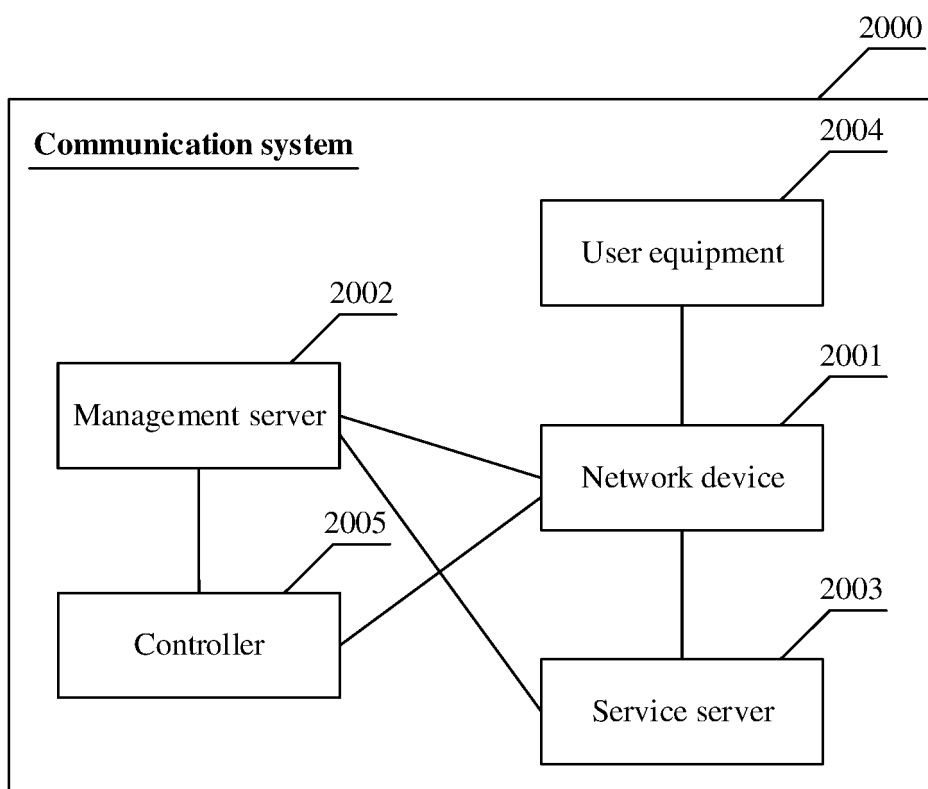 2000
Communication system
2004
User equipment
2002
Management server
2001
Network device
2005
Controller
2003
Service server